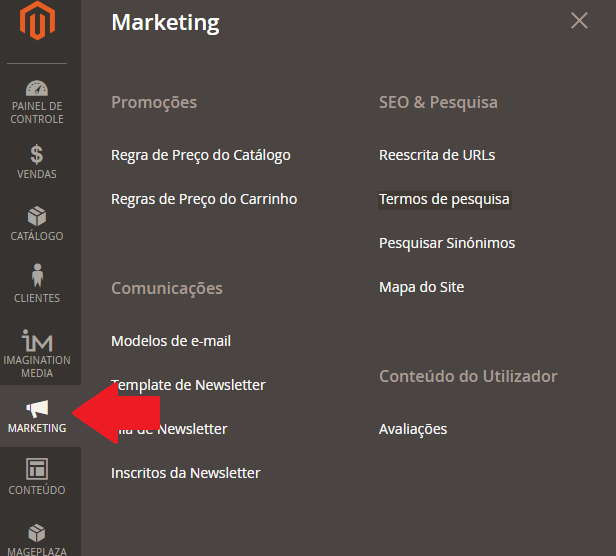 PAINEL DE
CONTROLE
VENDAS
CATÁLOGO
CLIENTES
IM
IMAGINATION
MEDIA
MARKETING
CONTEÚDO
MAGEPLAZA
Marketing
Promoções
Regra de Preço do Catálogo
Regras de Preço do Carrinho
Comunicações
Modelos de e-mail
Template de Newsletter
de Newsletter
Inscritos da Newsletter
SEO & Pesquisa
Reescrita de URLs
Termos de pesquisa
Pesquisar Sinónimos
Mapa do Site
Conteúdo do Utilizador
Avaliações